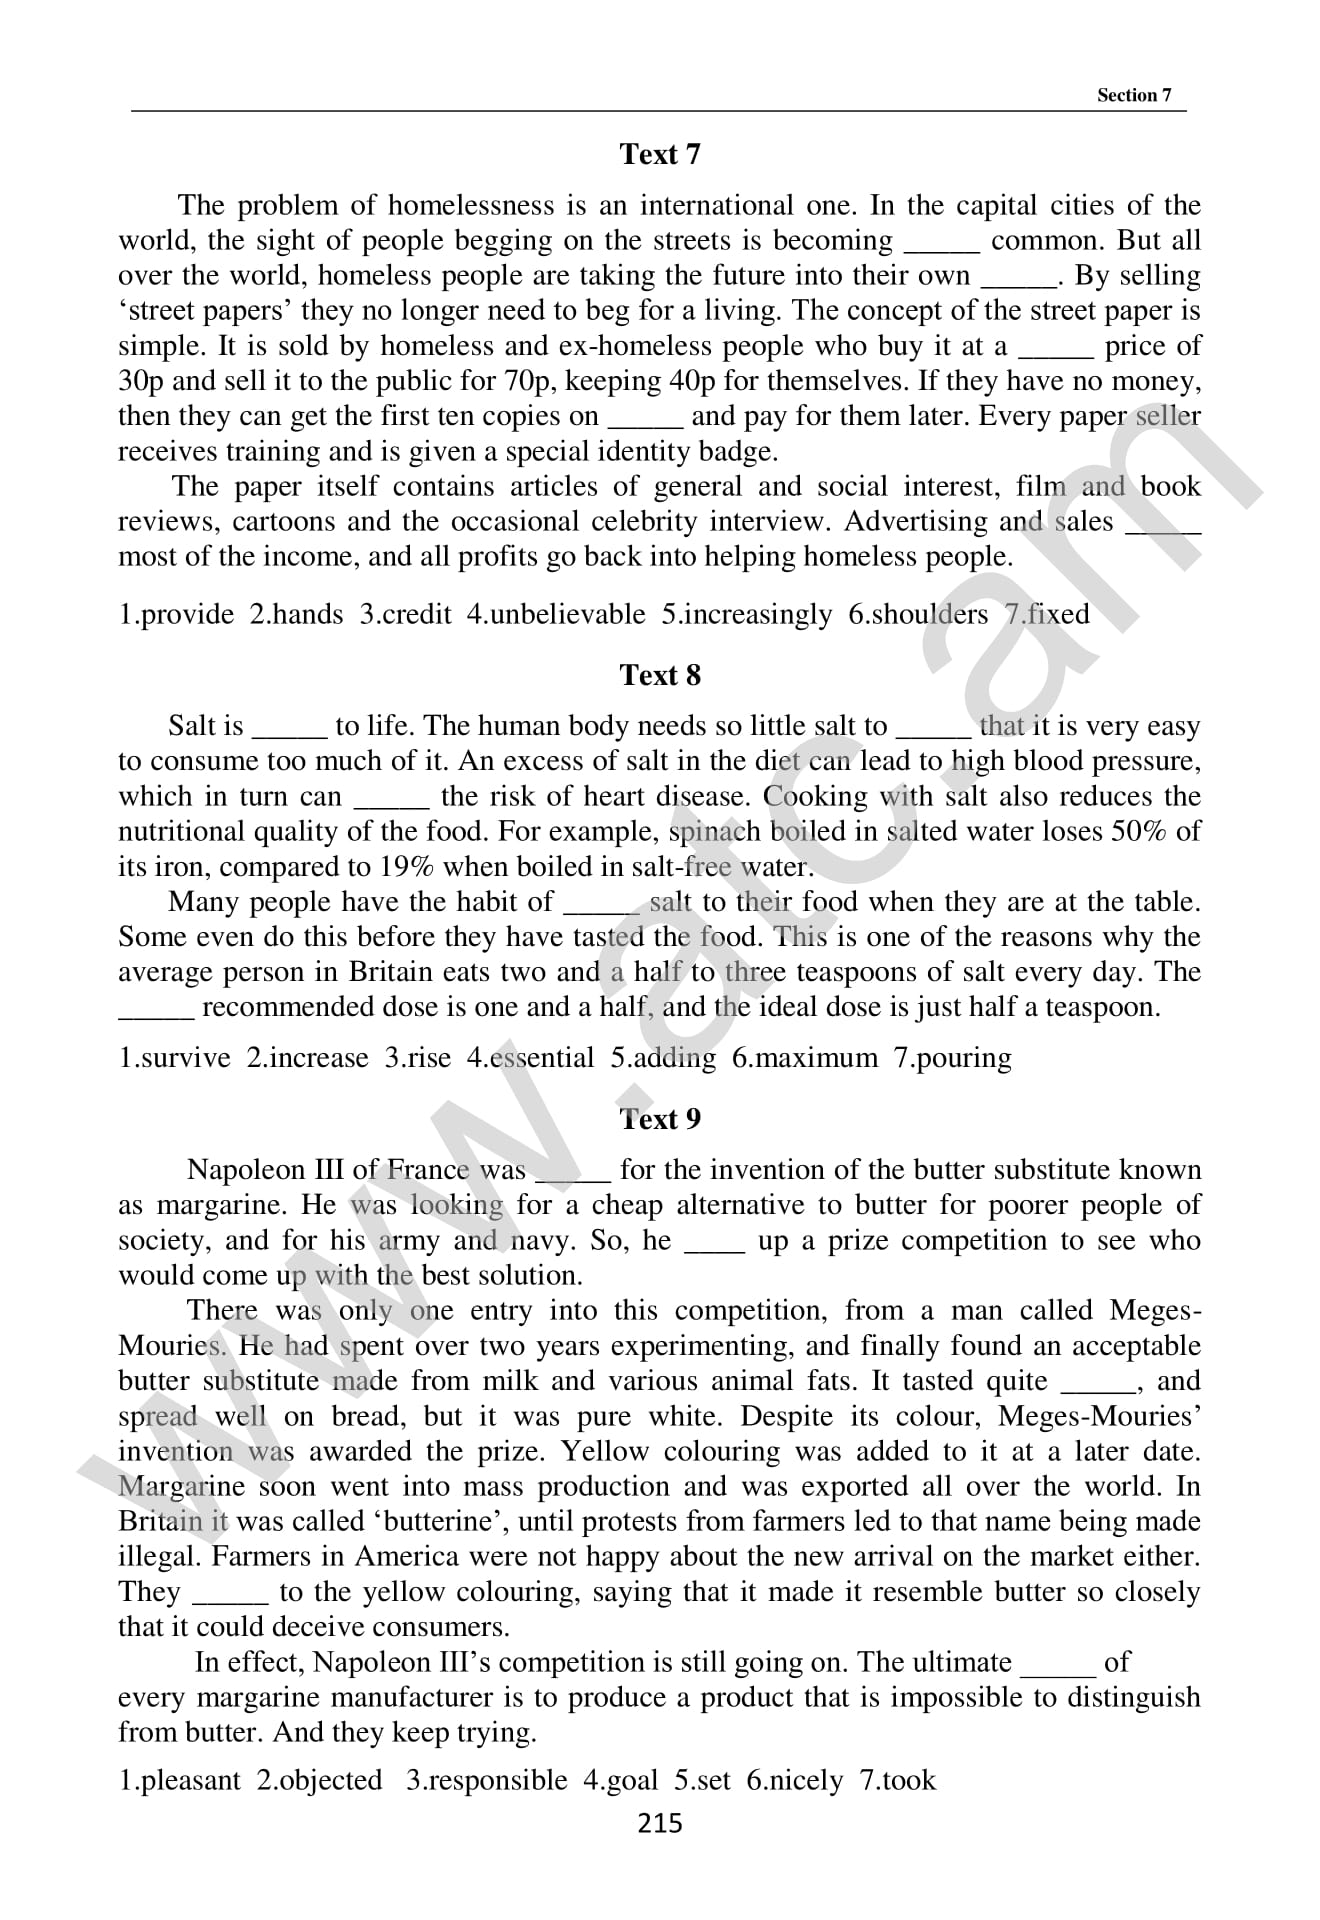 Section 7
Text 7
The problem of homelessness is an international one. In the capital cities of the
world, the sight of people begging on the streets is becoming _____ common. But all
over the world, homeless people are taking the future into their own _____. By selling
‘street papers’ they no longer need to beg for a living. The concept of the street paper is
simple. It is sold by homeless and ex-homeless people who buy it at a _____ price of
30p and sell it to the public for 70p, keeping 40p for themselves. If they have no money,
then they can get the first ten copies on _____ and pay for them later. Every paper seller
receives training and is given a special identity badge.
The paper itself contains articles of general and social interest, film and book
reviews, cartoons and the occasional celebrity interview. Advertising and sales _____
most of the income, and all profits go back into helping homeless people.
1.provide 2.hands 3.credit 4.unbelievable 5.increasingly 6.shoulders 7.fixed
Text 8
Salt is _____ to life. The human body needs so little salt to _____ that it is very easy
to consume too much of it. An excess of salt in the diet can lead to high blood pressure,
which in turn can _____ the risk of heart disease. Cooking with salt also reduces the
nutritional quality of the food. For example, spinach boiled in salted water loses 50% of
its iron, compared to 19% when boiled in salt-free water.
Many people have the habit of _____ salt to their food when they are at the table.
Some even do this before they have tasted the food. This is one of the reasons why the
average person in Britain eats two and a half to three teaspoons of salt every day. The
_____ recommended dose is one and a half, and the ideal dose is just half a teaspoon.
1.survive 2.increase 3.rise 4.essential 5.adding 6.maximum 7.pouring
Text 9
Napoleon III of France was _____ for the invention of the butter substitute known
as margarine. He was looking for a cheap alternative to butter for poorer people of
society, and for his army and navy. So, he ____ up a prize competition to see who
would come up with the best solution.
There was only one entry into this competition, from a man called Meges-
Mouries. He had spent over two years experimenting, and finally found an acceptable
butter substitute made from milk and various animal fats. It tasted quite _____, and
spread well on bread, but it was pure white. Despite its colour, Meges-Mouries’
invention was awarded the prize. Yellow colouring was added to it at a later date.
Margarine soon went into mass production and was exported all over the world. In
Britain it was called ‘butterine’, until protests from farmers led to that name being made
illegal. Farmers in America were not happy about the new arrival on the market either.
They _____ to the yellow colouring, saying that it made it resemble butter so closely
that it could deceive consumers.
In effect, Napoleon III’s competition is still going on. The ultimate _____ of
every margarine manufacturer is to produce a product that is impossible to distinguish
from butter. And they keep trying.
1.pleasant 2.objected 3.responsible 4.goal 5.set 6.nicely 7.took
215
www.atc.am